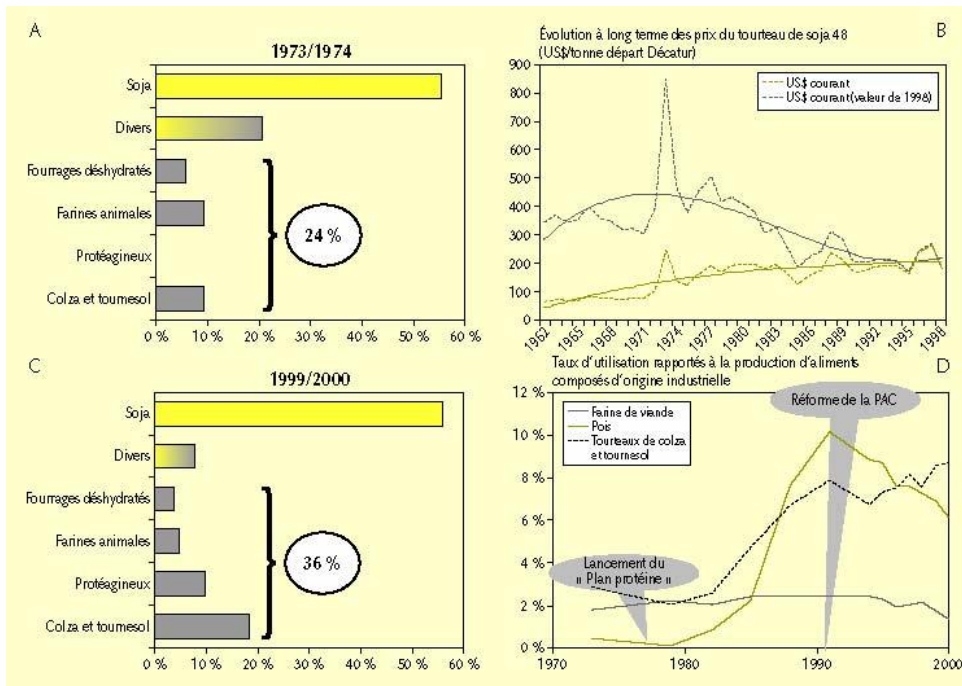 A
1973/1974
Soja
Divers
Fourrages déshydratés
Farines animales
Protéagineux
Colza et tournesol
24 %
0 % 10 % 20 % 30 % 40 % 50 % 60 %
B
Évolution à long terme des prix du tourteau de soja 48
(US$/tonne départ Décatur)
US$ courant
US$ courant(valeur de 1998)
900
800
700
600
500
400
300
200
100
0
1962 1965 1968 1971 1974 1977 1980 1983 1986 1989 1992 1995 1998
C
1999/2000
Soja
Divers
Fourrages déshydratés
Farines animales
Protéagineux
Colza et tournesol
36 %
0 % 10 % 20 % 30 % 40 % 50 % 60 %
D
Taux d'utilisation rapportés à la production d'aliments
composés d'origine industrielle
Farine de viande
Pois
Tourteaux de colza
et tournesol
Réforme de la PAC
Lancement du
" Plan protéine "
12 %
10 %
8 %
6 %
4 %
2 %
0 %
1970 1980 1990 2000